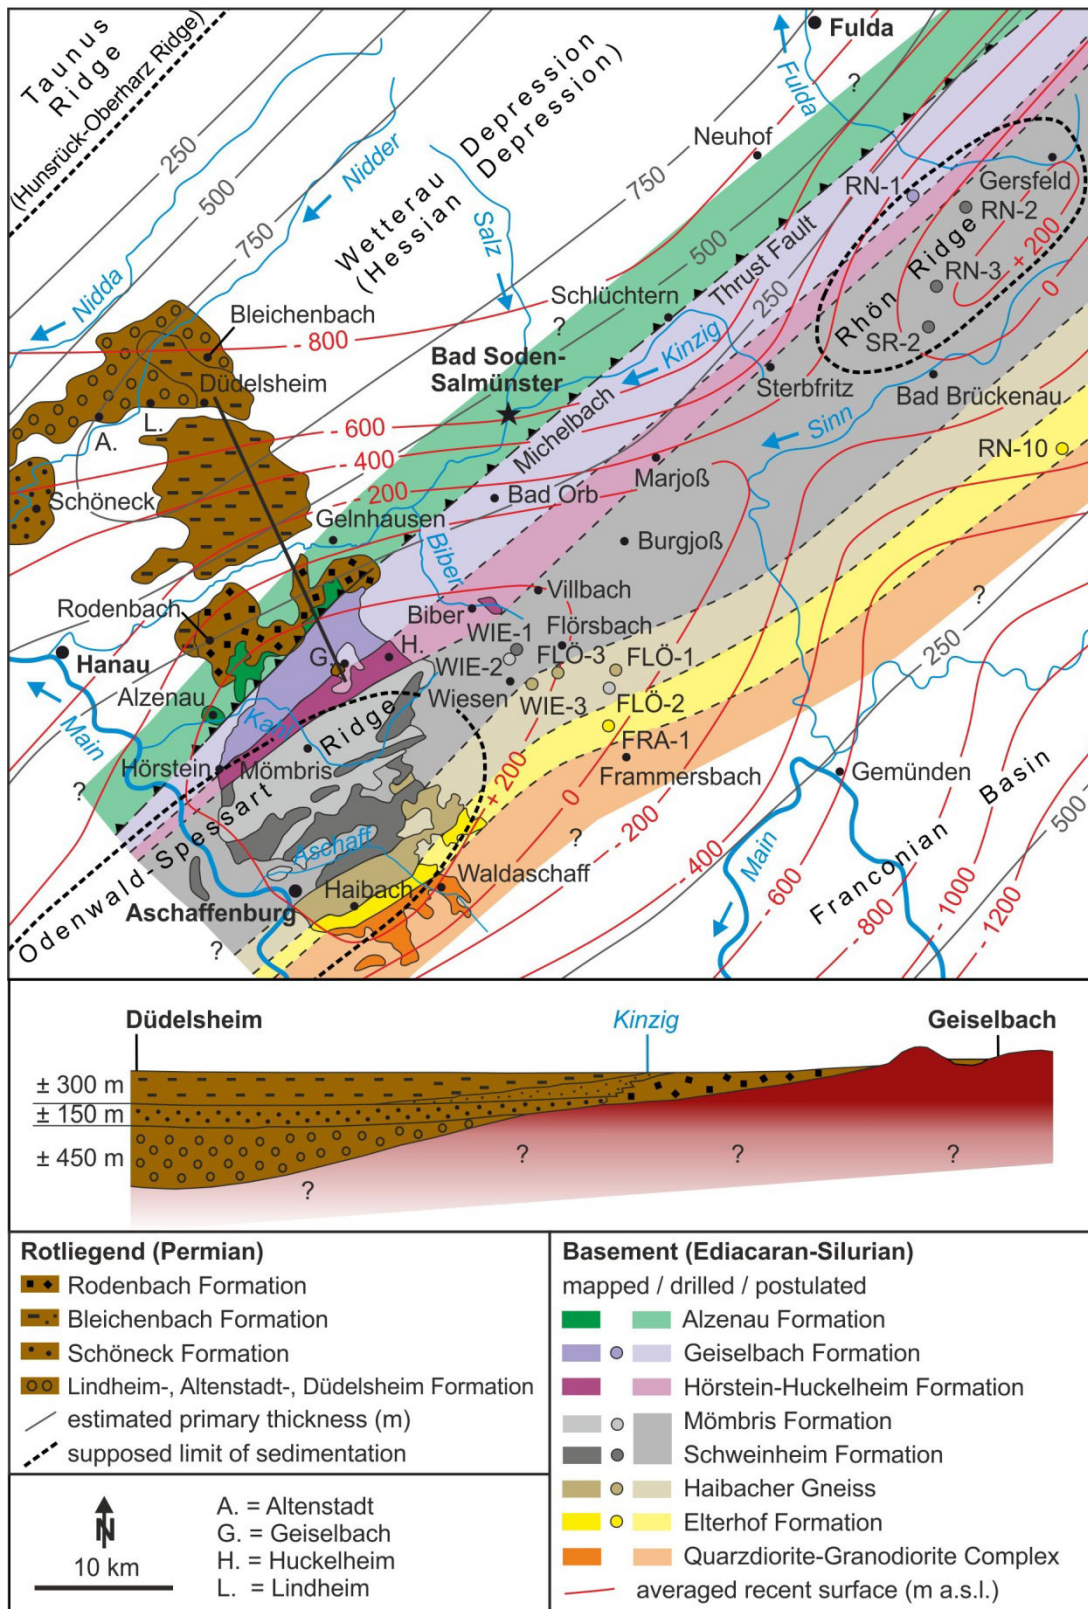 Taunus
Ridge
(Hunsrück-Oberharz Ridge)
250
500
750
Nidda
Nidder
Wetterau Depression
(Hessian Depression)
Salz
750
500
250
Fulda
Fulda
Neuhof
?
RN-1
Gersfeld
RN-2
RN-3
+ 200
0
SR-2
Rhön Ridge
Thrust Fault
Michelbach
Schlüchtern
?
Kinzig
Sterbfritz
Bad Brückenau
Sinn
RN-10
- 800
Bleichenbach
Düdelsheim
L.
A.
Bad Soden-
Salmünster
- 600
- 400
- 200
Schöneck
Gelnhausen
Bad Orb
Marjoß
Burgjoß
Biber
Villbach
Biber
WIE-1
Flörsbach
Rodenbach
H.
G.
WIE-2
FLÖ-3
FLÖ-1
Hanau
Wiesen
WIE-3
FLÖ-2
Alzenau
Kahl
FRA-1
Frammersbach
Main
Hörstein
Mömbris
Gemünden
?
?
250
+ 200
0
- 200
- 400
- 600
- 800
- 1000
- 1200
500
Odenwald-Spessart Ridge
Aschaff
Haibach
Waldaschaff
Aschaffenburg
?
?
Main
Franconian Basin
Düdelsheim
Kinzig
Geiselbach
± 300 m
± 150 m
± 450 m
?
?
?
?
Rotliegend (Permian)
Rodenbach Formation
Bleichenbach Formation
Schöneck Formation
Lindheim-, Altenstadt-, Düdelsheim Formation
estimated primary thickness (m)
supposed limit of sedimentation
N
10 km
A. = Altenstadt
G. = Geiselbach
H. = Huckelheim
L. = Lindheim
Basement (Ediacaran-Silurian)
mapped / drilled / postulated
Alzenau Formation
Geiselbach Formation
Hörstein-Huckelheim Formation
Mömbris Formation
Schweinheim Formation
Haibacher Gneiss
Elterhof Formation
Quarzdiorite-Granodiorite Complex
averaged recent surface (m a.s.l.)